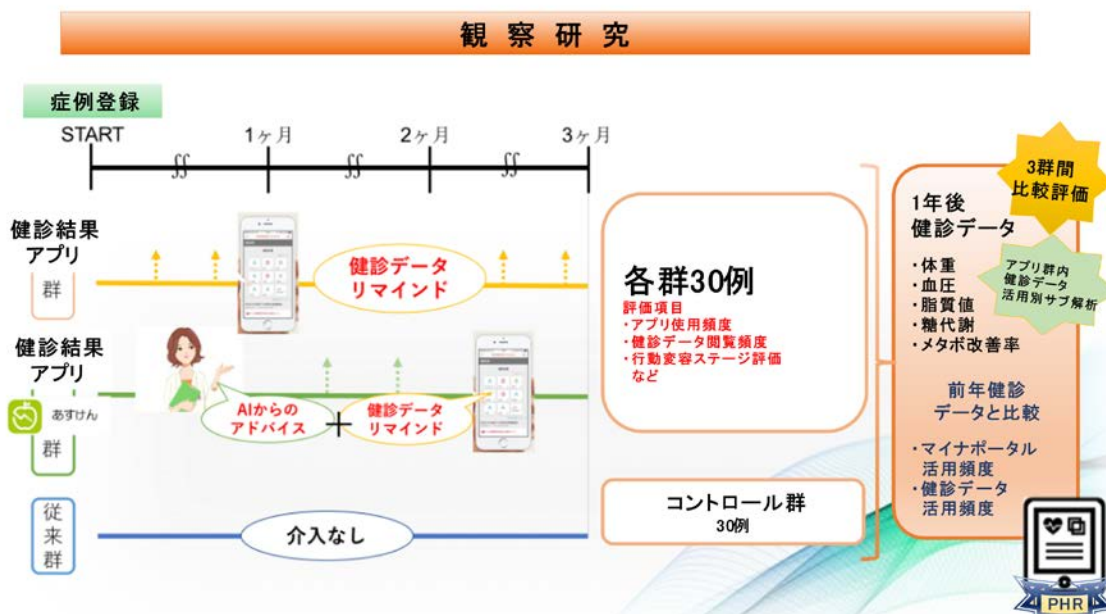 観察研究
症例登録
START
1ヶ月
2ヶ月
3ヶ月
健診結果
アプリ
群
健診データ
リマインド
健診結果
アプリ
あすけん
群
AIからの
アドバイス
+
健診データ
リマインド
従来群
介入なし
各群30例
評価項目
・アプリ使用頻度
・健診データ閲覧頻度
・行動変容ステージ評価
など
コントロール群
30例
3群間
比較評価
1年後
健診データ
・体重
・血圧
・脂質値
・糖代謝
・メタボ改善率
アプリ群内
健診データ
活用別サブ解析
前年健診
データと比較
・マイナポータル
活用頻度
・健診データ
活用頻度
PHR